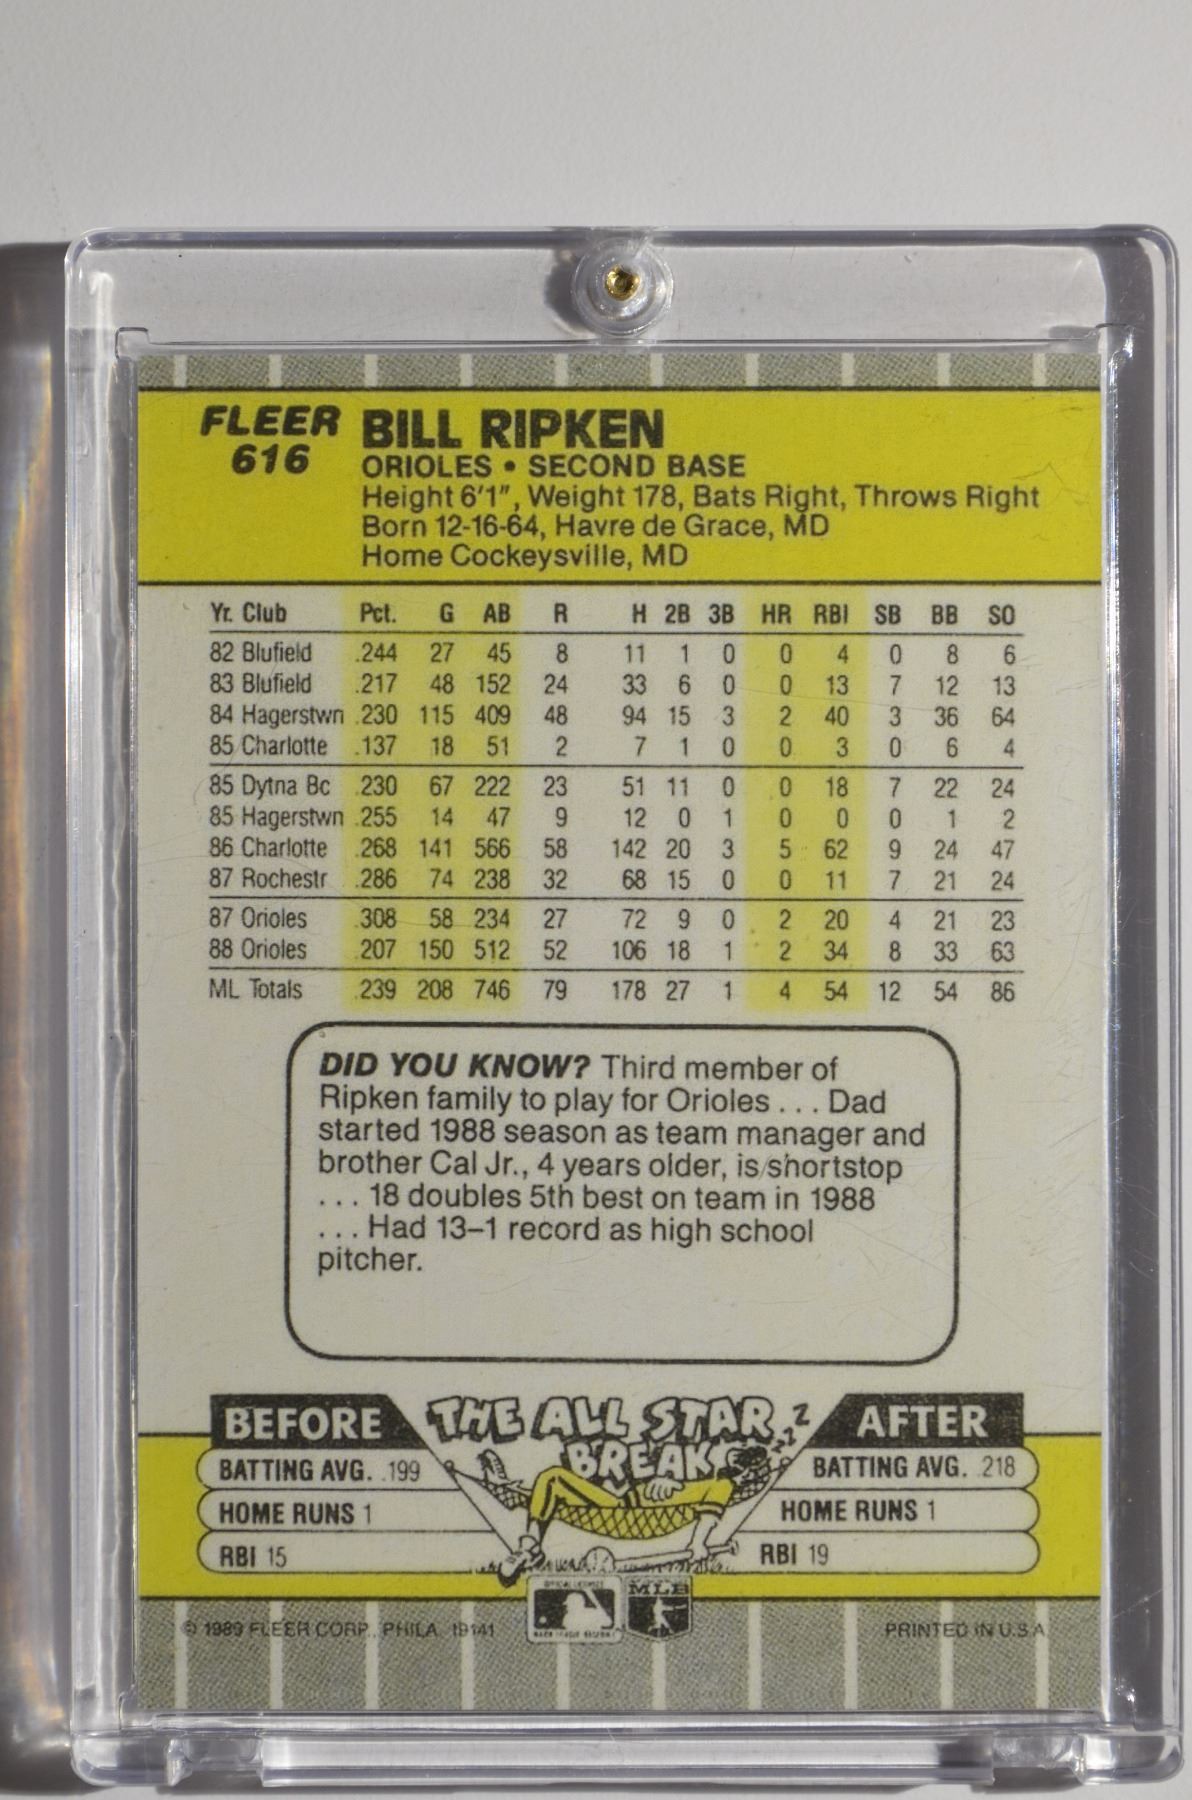 FLEER BILL RIPKEN
616 ORIOLES • SECOND BASE
Height 6'1", Weight 178, Bats Right, Throws Right
Born 12-16-64, Havre de Grace, MD
Home Cockeysville, MD
Yr. Club Pct. G AB R H 2B 3B HR RBI SB BB SO
82 Blufield .244 27 45 8 11 1 0 0 4 0 8 6
83 Blufield .217 48 152 24 33 6 0 0 13 7 12 13
84 Hagerstwn .230 115 409 48 94 15 3 2 40 3 36 64
85 Charlotte .137 18 51 2 7 1 0 0 3 0 6 4
85 Dytna Bc .230 67 222 23 51 11 0 0 18 7 22 24
85 Hagerstwn .255 14 47 9 12 0 1 0 0 0 1 2
86 Charlotte .268 141 566 58 142 20 3 5 62 9 24 47
87 Rochestr .286 74 238 32 68 15 0 0 11 7 21 24
87 Orioles .308 58 234 27 72 9 0 2 20 4 21 23
88 Orioles .207 150 512 52 106 18 1 2 34 8 33 63
ML Totals .239 208 746 79 178 27 1 4 54 12 54 86
DID YOU KNOW? Third member of
Ripken family to play for Orioles . . . Dad
started 1988 season as team manager and
brother Cal Jr., 4 years older, is shortstop
. . . 18 doubles 5th best on team in 1988
. . . Had 13–1 record as high school
pitcher.
BEFORE THE ALL STAR AFTER
BREAK
zzZ
BATTING AVG. .199 BATTING AVG. .218
HOME RUNS 1 HOME RUNS 1
RBI 15 RBI 19
MLB
© 1989 FLEER CORP., PHILA. 19141 PRINTED IN U.S.A.